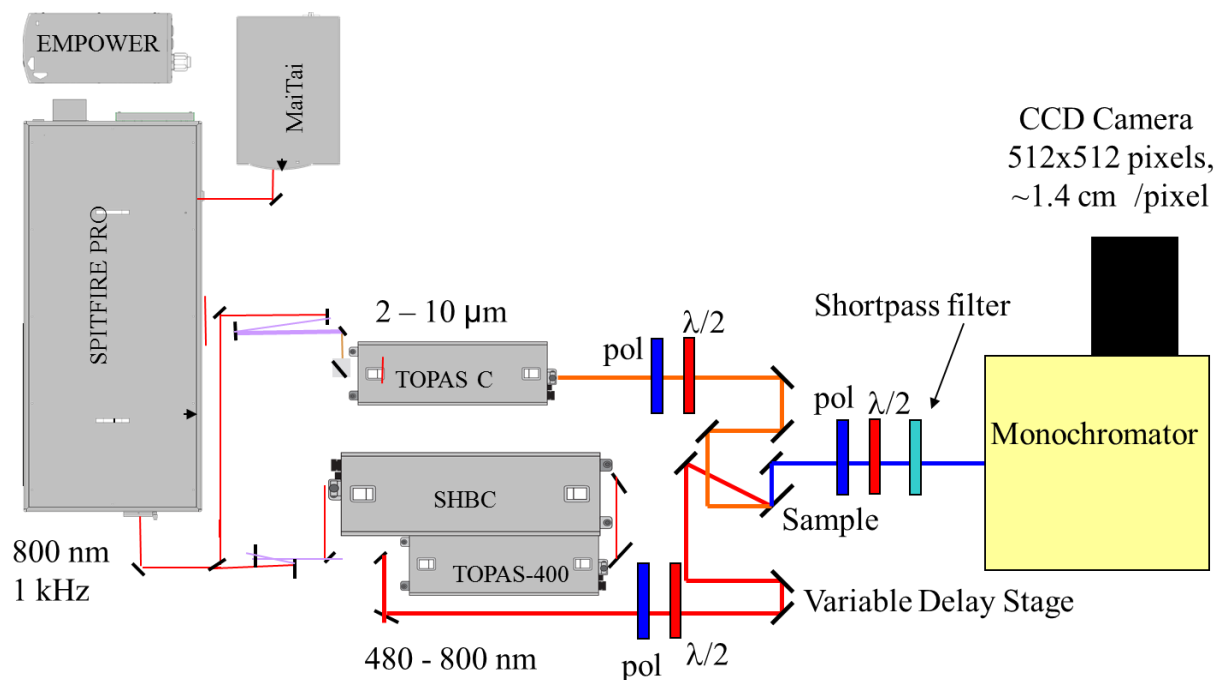 EMPOWER
MaiTai
SPITFIRE PRO
CCD Camera
512x512 pixels,
~1.4 cm /pixel
2 – 10 μm
TOPAS C
pol
λ/2
Shortpass filter
pol
λ/2
Monochromator
Sample
SHBC
TOPAS-400
800 nm
1 kHz
480 - 800 nm
pol
λ/2
Variable Delay Stage